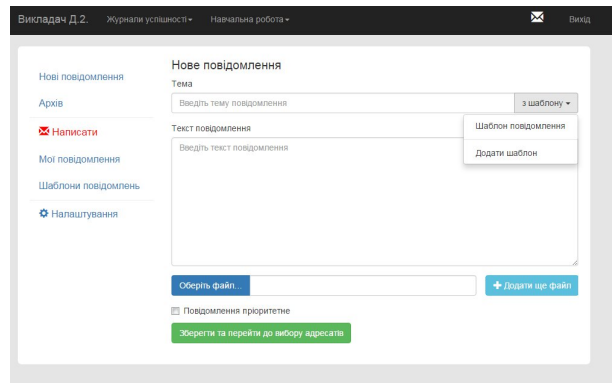 Викладач Д.2. Журнали успішності Навчальна робота Вихід
Нові повідомлення
Архів
Написати
Мої повідомлення
Шаблони повідомлень
Налаштування
Нове повідомлення
Тема
Введіть тему повідомлення з шаблону
Шаблон повідомлення
Додати шаблон
Текст повідомлення
Введіть текст повідомлення
Оберіть файл... Додати ще файл
Повідомлення пріоритетне
Зберегти та перейти до вибору адресатів